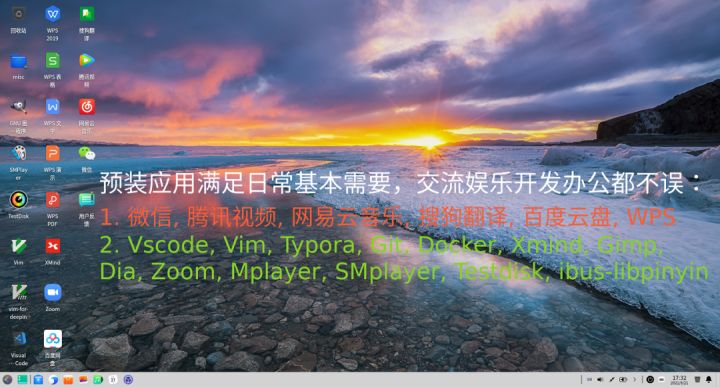 回收站
WPS
2019
搜狗翻
译
misc
WPS 表
格
腾讯视
频
GNU 图
程序
WPS 文
字
网易云
音乐
SMPlay
er
WPS 演
示
微信
TestDisk
WPS
PDF
用户反
馈
Vim
XMind
vim-for-
deepin
Zoom
Visual
... Code
百度网
盘
预装应用满足日常基本需要，交流娱乐开发办公都不误：
1. 微信, 腾讯视频, 网易云音乐, 搜狗翻译, 百度云盘, WPS
2. Vscode, Vim, Typora, Git, Docker, Xmind, Gimp,
Dia, Zoom, Mplayer, SMplayer, Testdisk, ibus-libpinyin
17:32